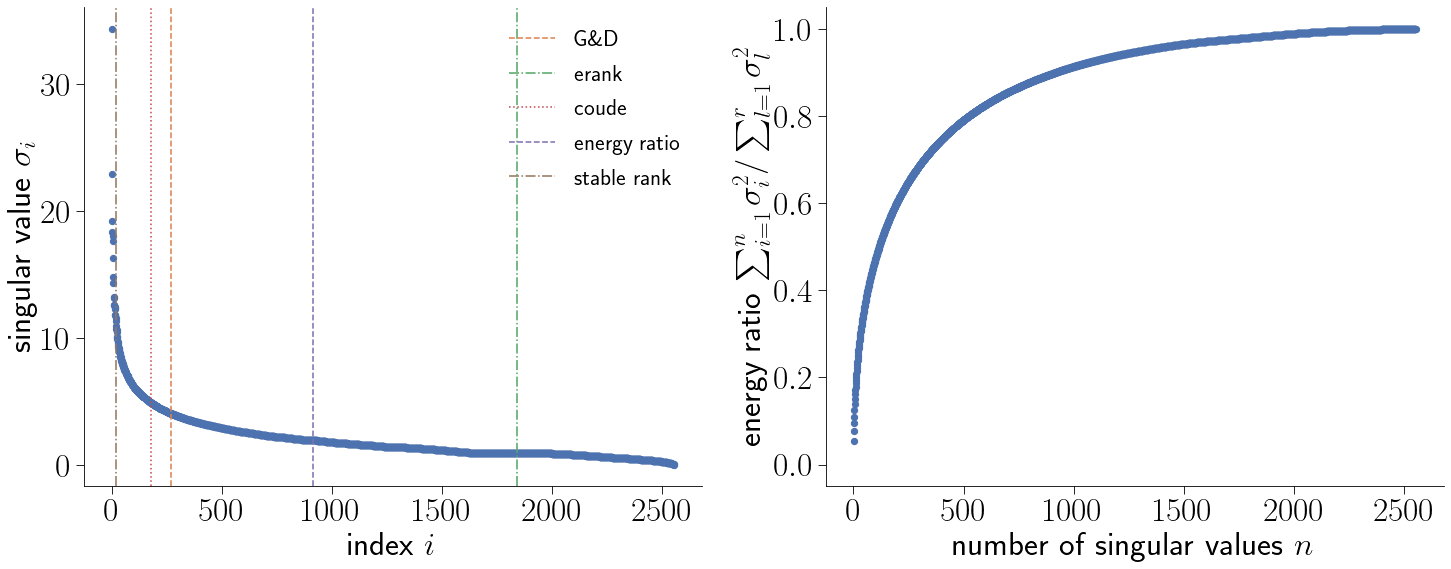 singular value σ_i
30
20
10
0
0 500 1000 1500 2000 2500
index i
G&D
erank
coude
energy ratio
stable rank
energy ratio ∑_{i=1}^{n} σ_i^2 / ∑_{l=1}^{r} σ_l^2
1.0
0.8
0.6
0.4
0.2
0.0
0 500 1000 1500 2000 2500
number of singular values n